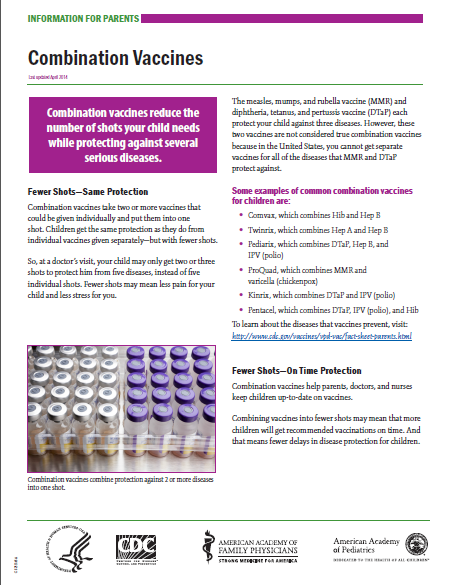 INFORMATION FOR PARENTS
Combination Vaccines
Last updated April 2018
Combination vaccines reduce the
number of shots your child needs
while protecting against several
serious diseases.
Fewer Shots—Same Protection
Combination vaccines take two or more vaccines that
could be given individually and put them into one
shot. Children get the same protection as they do from
individual vaccines given separately—but with fewer shots.
So, at a doctor's visit, your child may only get two or three
shots to protect him from five diseases, instead of five
individual shots. Fewer shots may mean less pain for your
child and less stress for you.
Combination vaccines combine protection against 2 or more diseases
into one shot.
The measles, mumps, and rubella vaccine (MMR) and
diphtheria, tetanus, and pertussis vaccine (DTaP) each
protect your child against three diseases. However, these
two vaccines are not considered true combination vaccines
because in the United States, you cannot get separate
vaccines for all of the diseases that MMR and DTaP
protect against.
Some examples of common combination vaccines
for children are:
• Comvax, which combines Hib and Hep B
• Twinrix, which combines Hep A and Hep B
• Pediarix, which combines DTaP, Hep B, and
IPV (polio)
• ProQuad, which combines MMR and
varicella (chickenpox)
• Kinrix, which combines DTaP and IPV (polio)
• Pentacel, which combines DTaP, IPV (polio), and Hib
To learn about the diseases that vaccines prevent, visit:
http://www.cdc.gov/vaccines/vpd-vac/fact-sheet-parents.html
Fewer Shots—On Time Protection
Combination vaccines help parents, doctors, and nurses
keep children up-to-date on vaccines.
Combining vaccines into fewer shots may mean that more
children will get recommended vaccinations on time. And
that means fewer delays in disease protection for children.
CDC
AMERICAN ACADEMY OF
FAMILY PHYSICIANS
STRONG MEDICINE FOR AMERICA
American Academy
of Pediatrics
DEDICATED TO THE HEALTH OF ALL CHILDREN